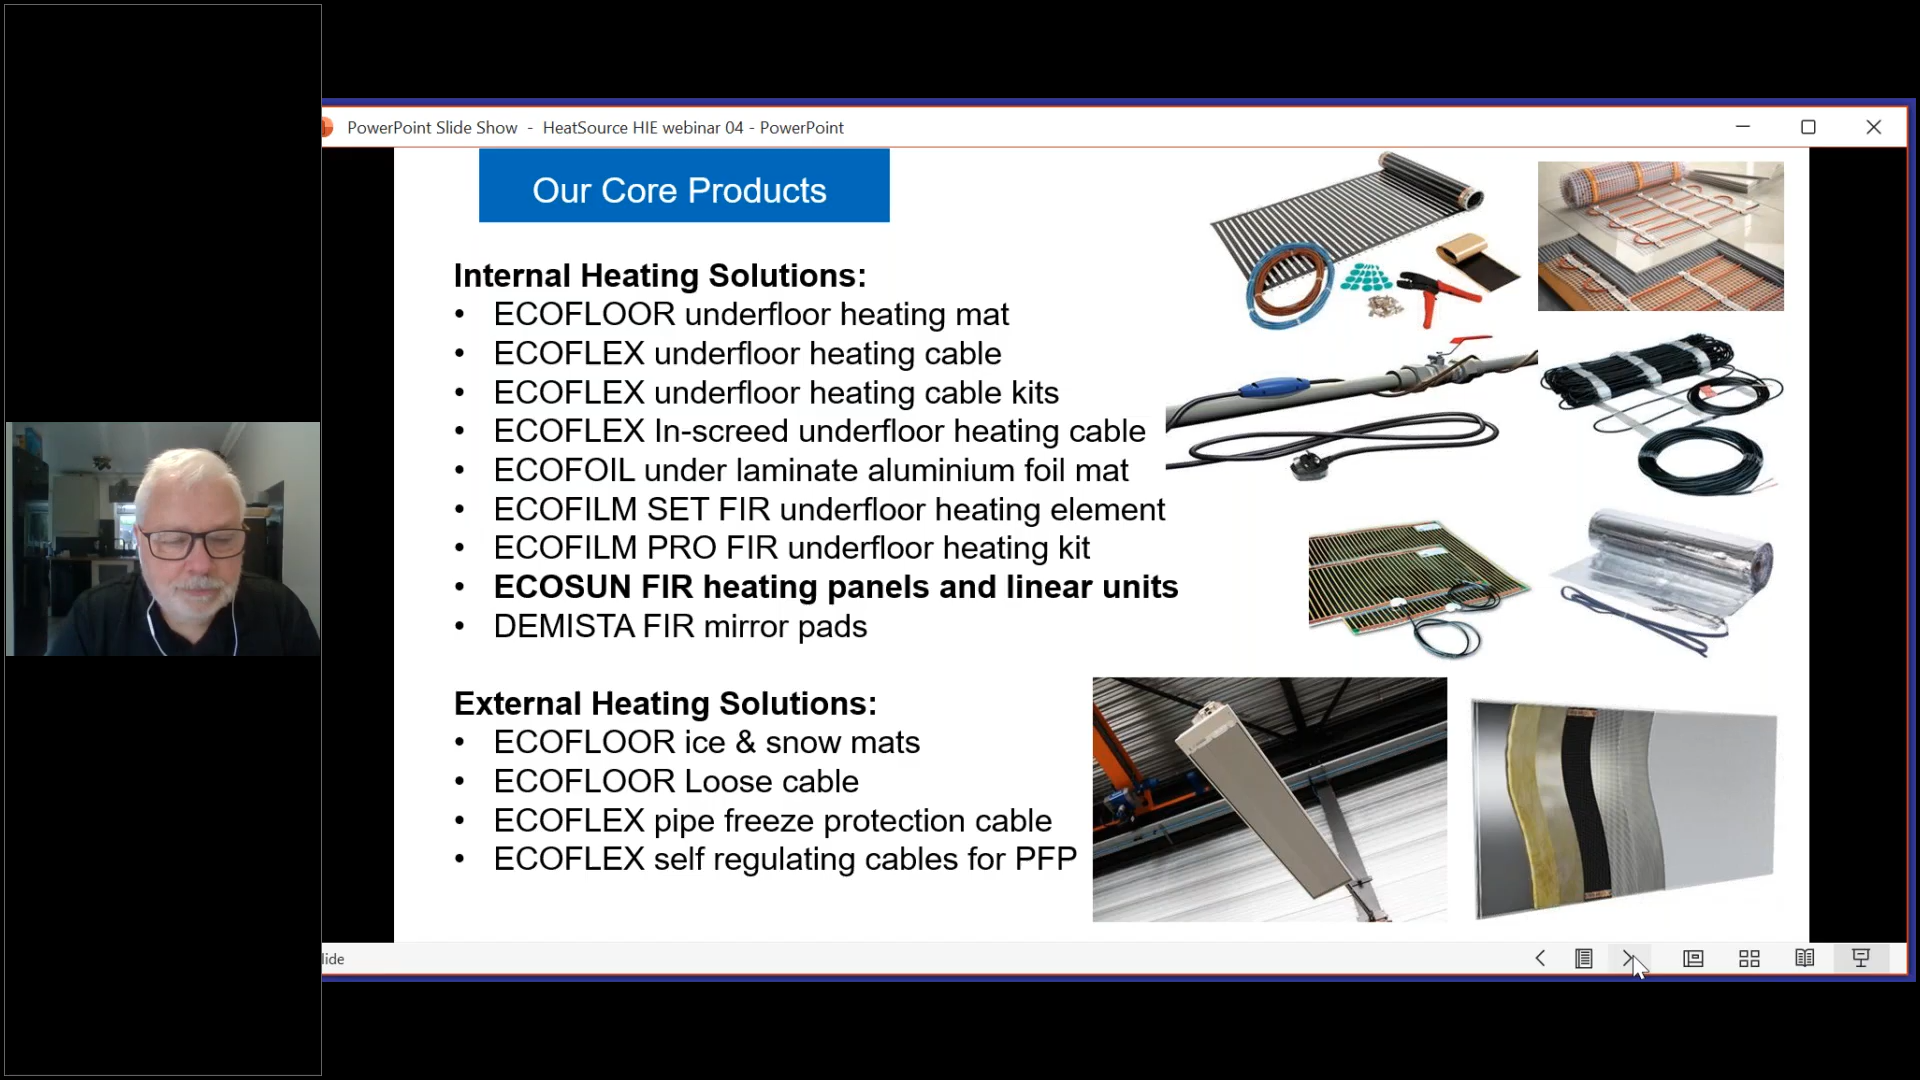 PowerPoint Slide Show - HeatSource HIE webinar 04 - PowerPoint
Our Core Products
Internal Heating Solutions:
• ECOFLOOR underfloor heating mat
• ECOFLEX underfloor heating cable
• ECOFLEX underfloor heating cable kits
• ECOFLEX In-screed underfloor heating cable
• ECOFOIL under laminate aluminium foil mat
• ECOFILM SET FIR underfloor heating element
• ECOFILM PRO FIR underfloor heating kit
• ECOSUN FIR heating panels and linear units
• DEMISTA FIR mirror pads
External Heating Solutions:
• ECOFLOOR ice & snow mats
• ECOFLOOR Loose cable
• ECOFLEX pipe freeze protection cable
• ECOFLEX self regulating cables for PFP
lide